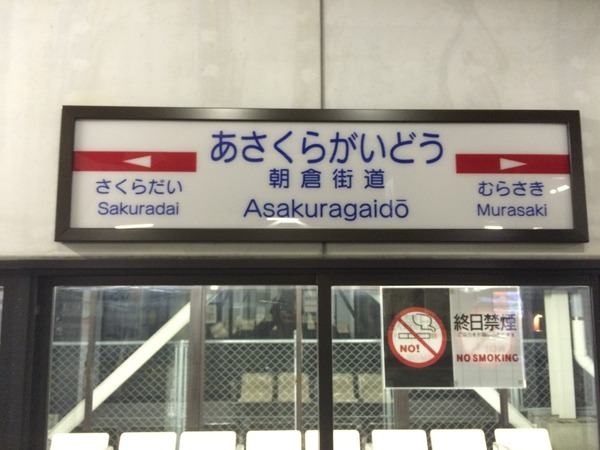 あさくらがいどう
朝倉街道
Asakuragaidō
さくらだい
Sakuradai
むらさき
Murasaki
NO!
終日禁煙
NO SMOKING